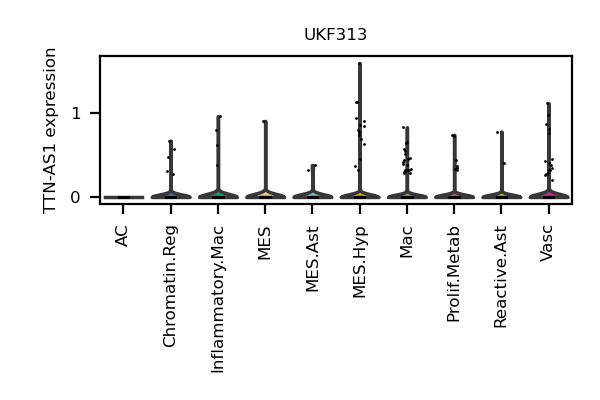 UKF313
TTN-AS1 expression
1
0
AC
Chromatin.Reg
Inflammatory.Mac
MES
MES.Ast
MES.Hyp
Mac
Prolif.Metab
Reactive.Ast
Vasc